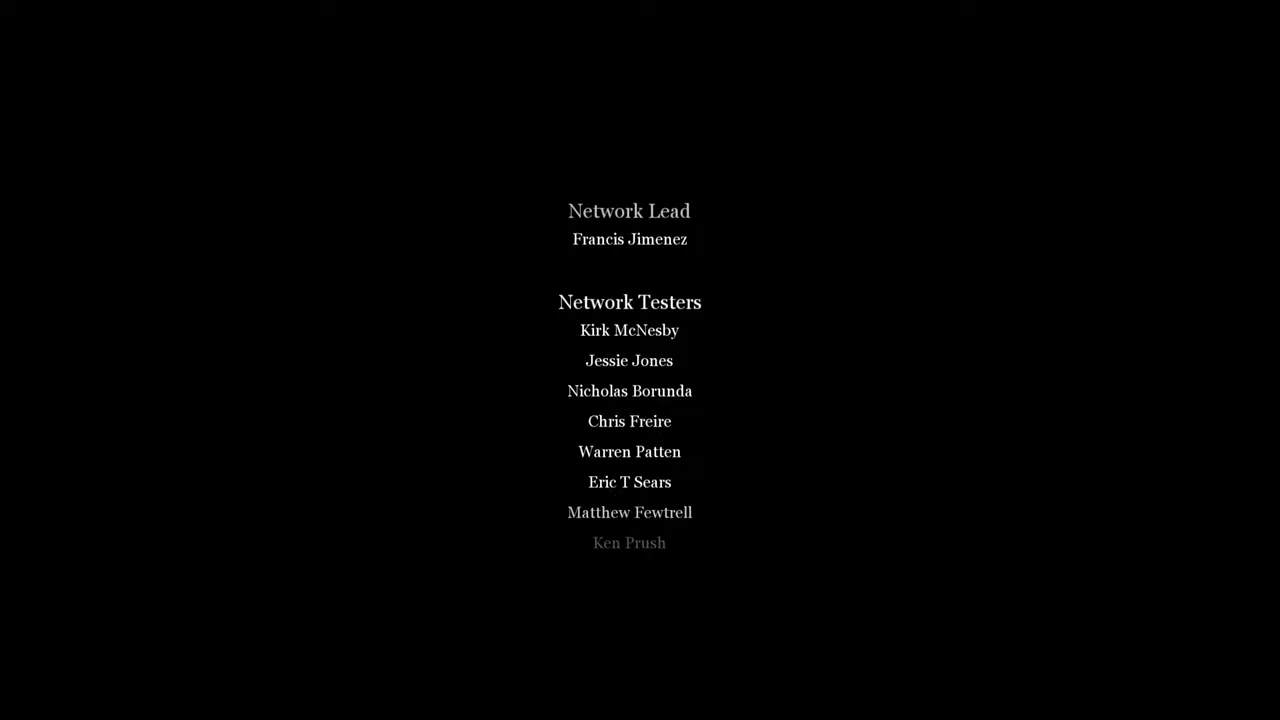 Network Lead
Francis Jimenez
Network Testers
Kirk McNesby
Jessie Jones
Nicholas Borunda
Chris Freire
Warren Patten
Eric T Sears
Matthew Fewtrell
Ken Prush